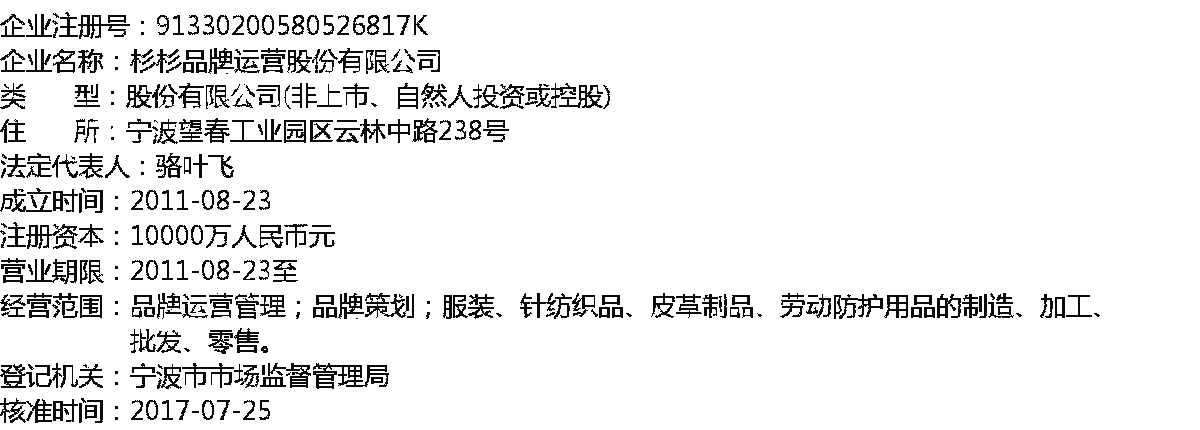 企业注册号：91330200580526817K
企业名称：杉杉品牌运营股份有限公司
类 型：股份有限公司(非上市、自然人投资或控股)
住 所：宁波望春工业园区云林中路238号
法定代表人：骆叶飞
成立时间：2011-08-23
注册资本：10000万人民币元
营业期限：2011-08-23至
经营范围：品牌运营管理；品牌策划；服装、针纺织品、皮革制品、劳动防护用品的制造、加工、
批发、零售。
登记机关：宁波市市场监督管理局
核准时间：2017-07-25